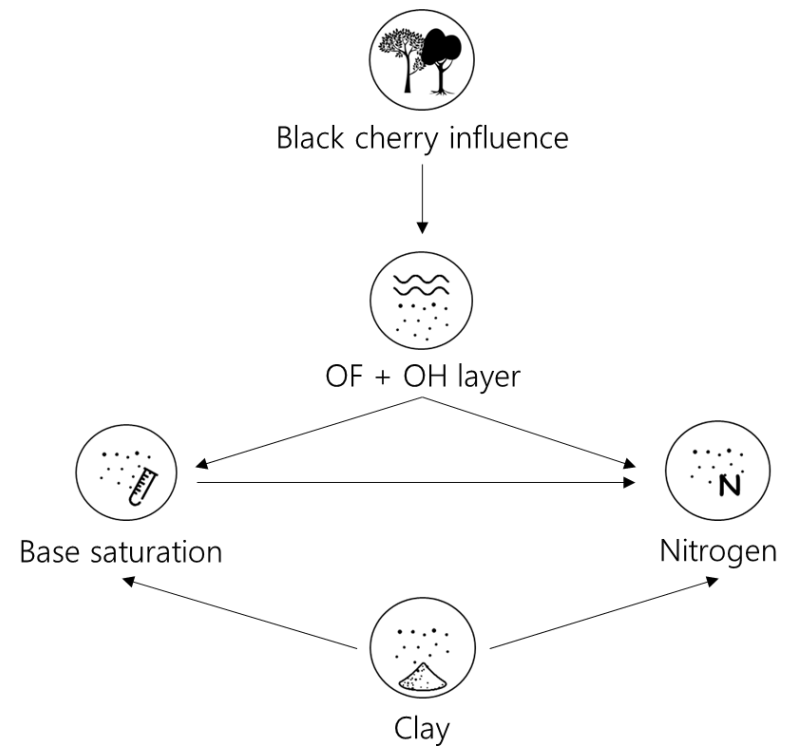 Black cherry influence
OF + OH layer
N
Base saturation
Nitrogen
Clay